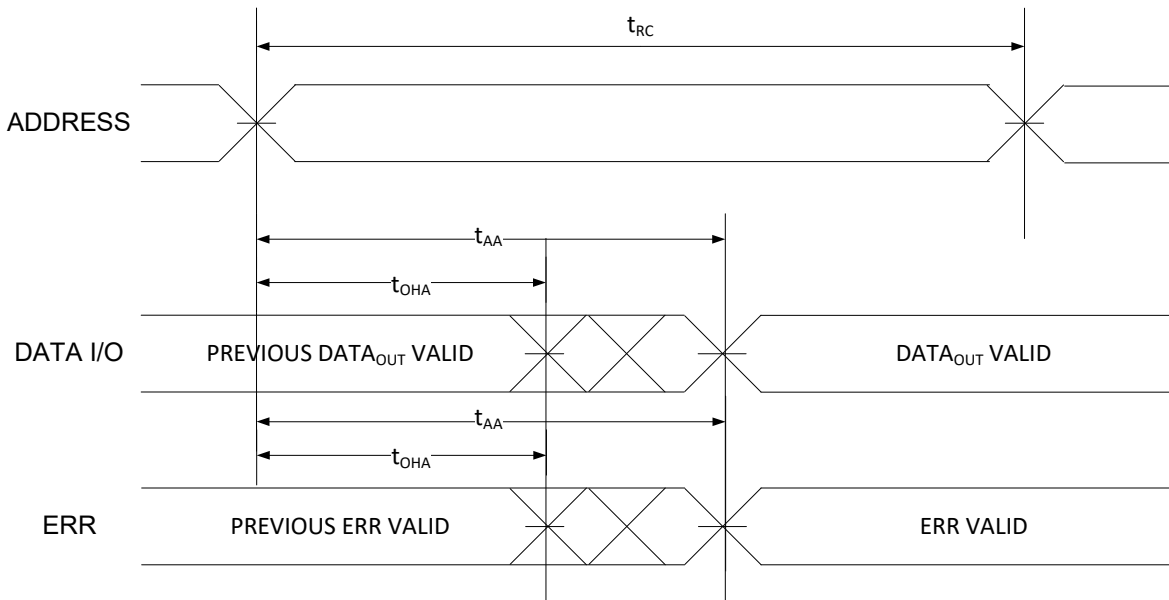 tRC
ADDRESS
tAA
tOHA
DATA I/O
PREVIOUS DATAOUT VALID
DATAOUT VALID
tAA
tOHA
ERR
PREVIOUS ERR VALID
ERR VALID